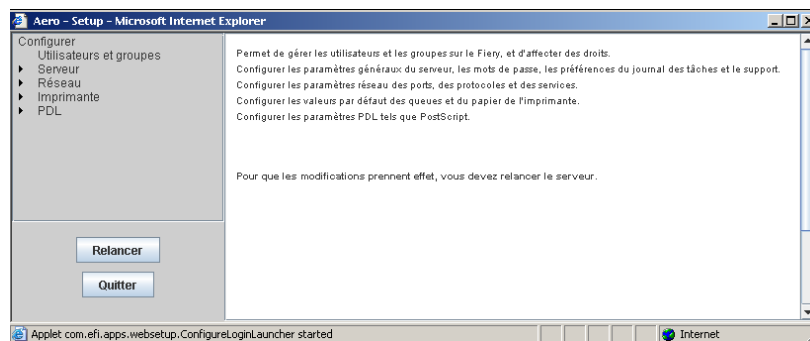 Aero - Setup - Microsoft Internet Explorer
Configurer
Utilisateurs et groupes
Serveur
Réseau
Imprimante
PDL
Permet de gérer les utilisateurs et les groupes sur le Fiery, et d'affecter des droits.
Configurer les paramètres généraux du serveur, les mots de passe, les préférences du journal des tâches et le support.
Configurer les paramètres réseau des ports, des protocoles et des services.
Configurer les valeurs par défaut des queues et du papier de l'imprimante.
Configurer les paramètres PDL tels que PostScript.
Pour que les modifications prennent effet, vous devez relancer le serveur.
Relancer
Quitter
Applet com.efi.apps.websetup.ConfigureLoginLauncher started
Internet